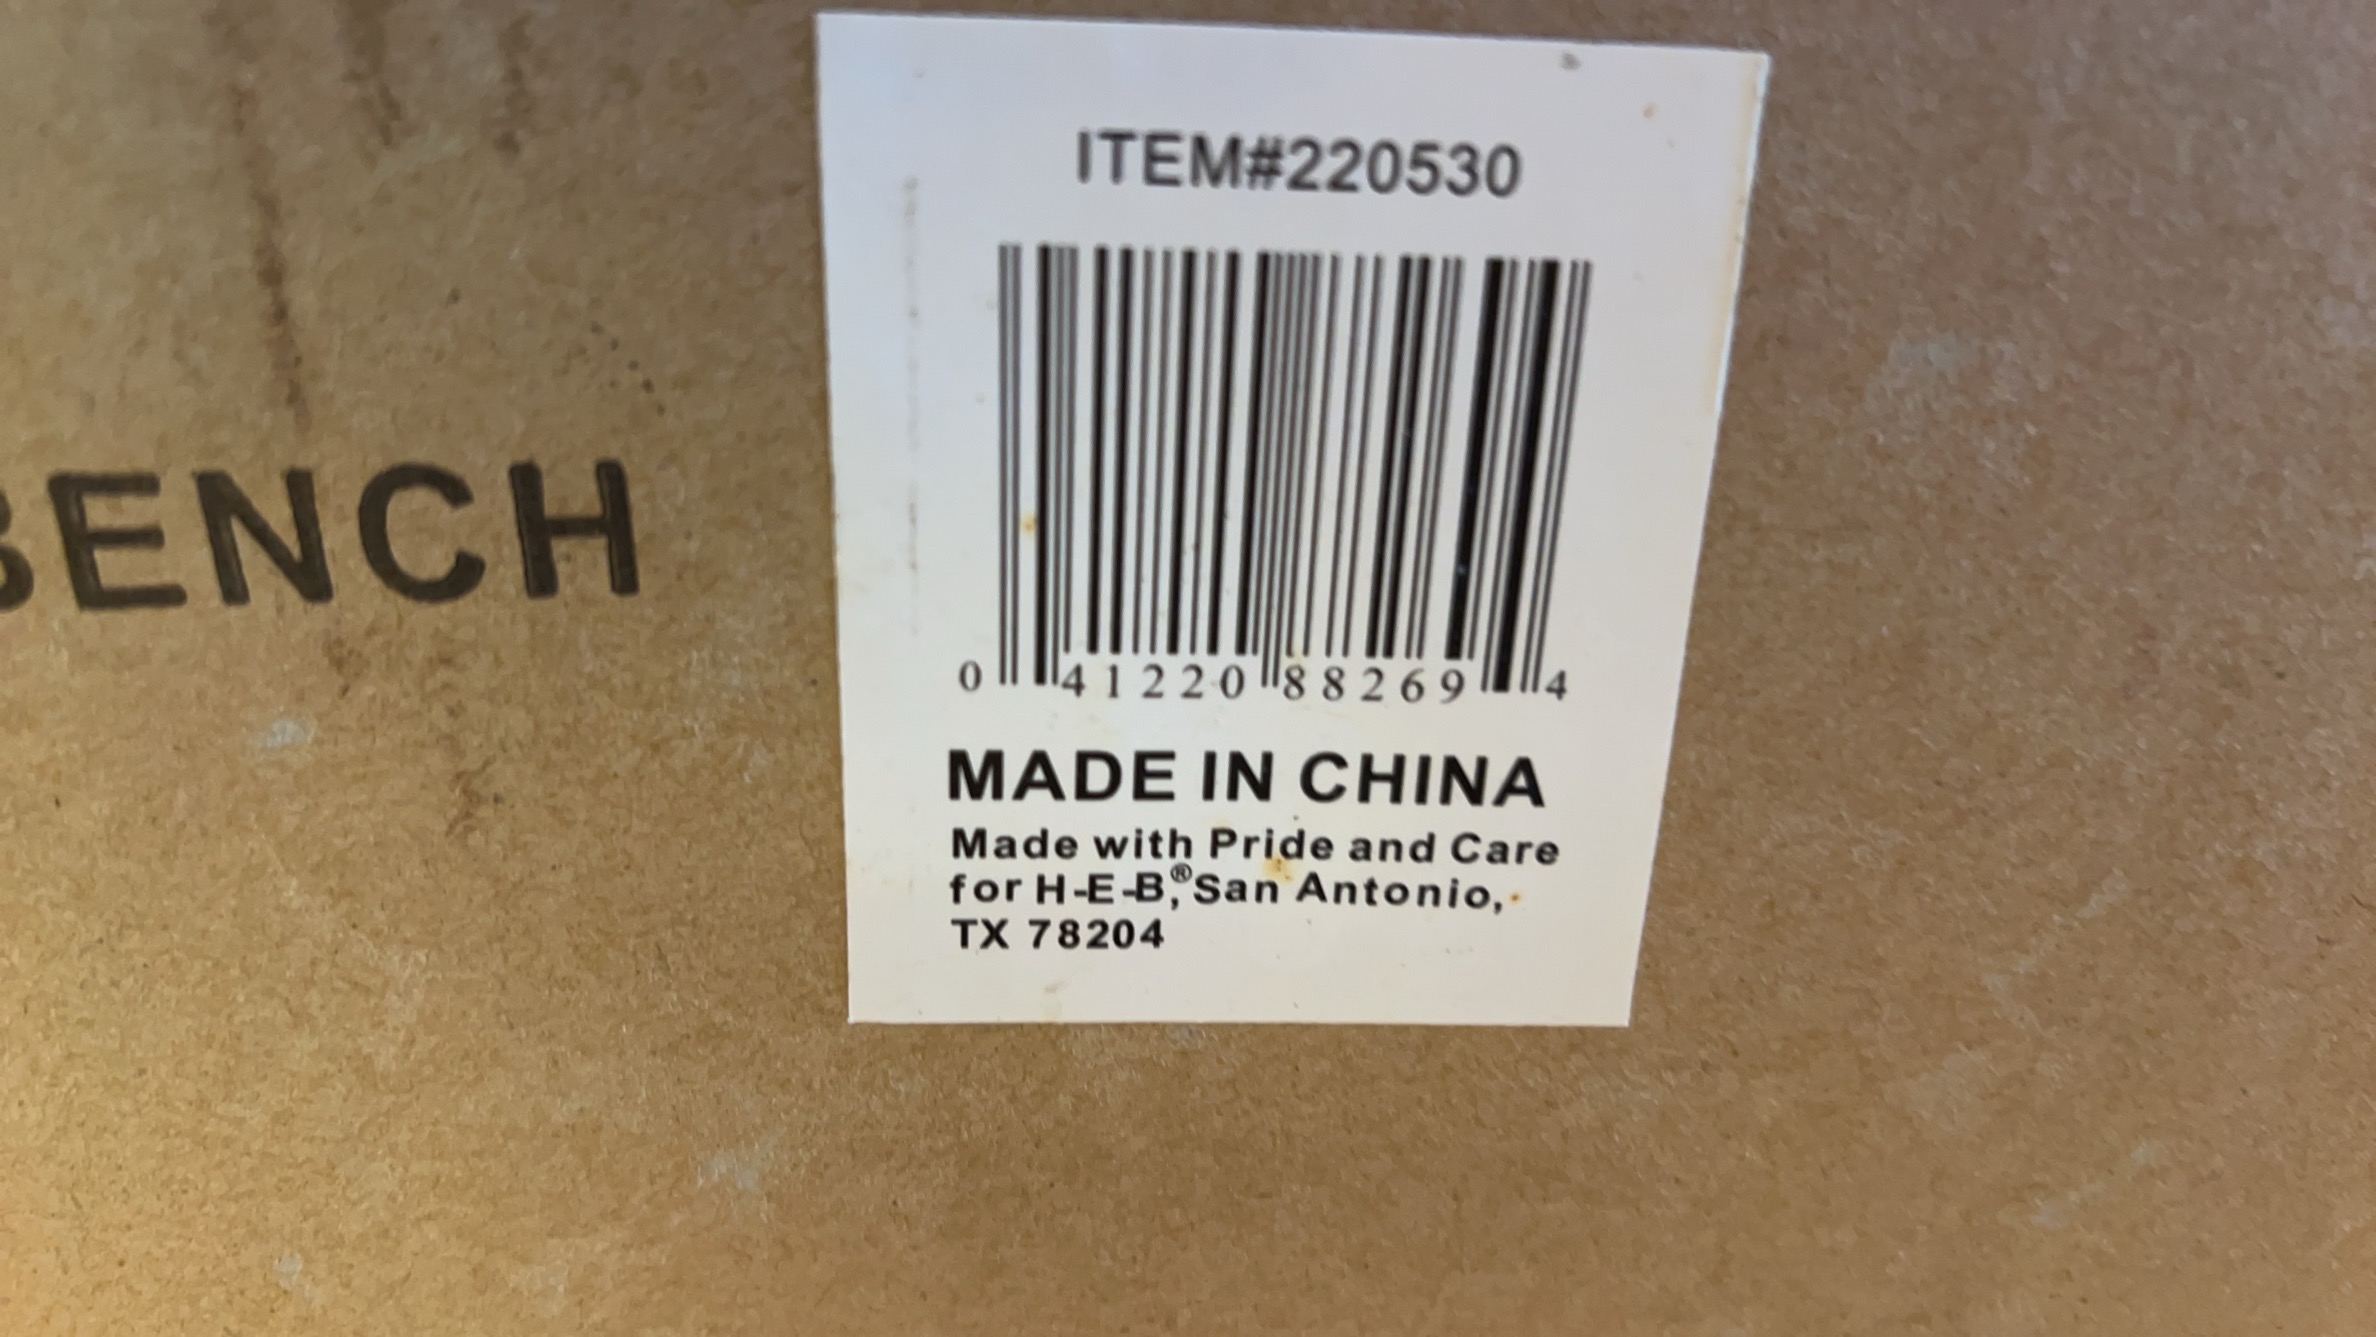 ITEM#220530
BENCH
0 41220 88269 4
MADE IN CHINA
Made with Pride and Care
for H-E-B,® San Antonio,
TX 78204